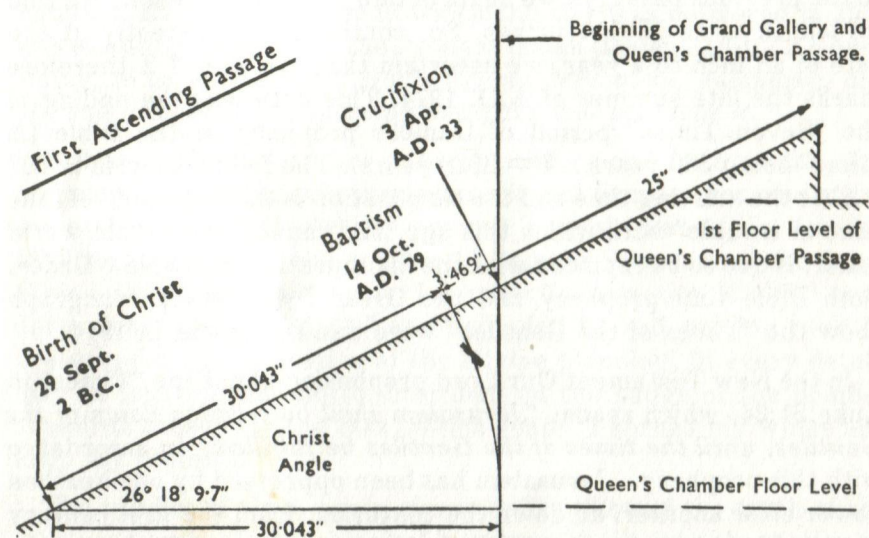 Beginning of Grand Gallery and
Queen's Chamber Passage.
First Ascending Passage
Crucifixion
3 Apr.
A.D. 33
25"
Baptism
14 Oct.
A.D. 29
3·469"
1st Floor Level of
Queen's Chamber Passage
Birth of Christ
29 Sept.
2 B.C.
30·043"
Christ
Angle
26° 18′ 9·7″
Queen's Chamber Floor Level
30·043"